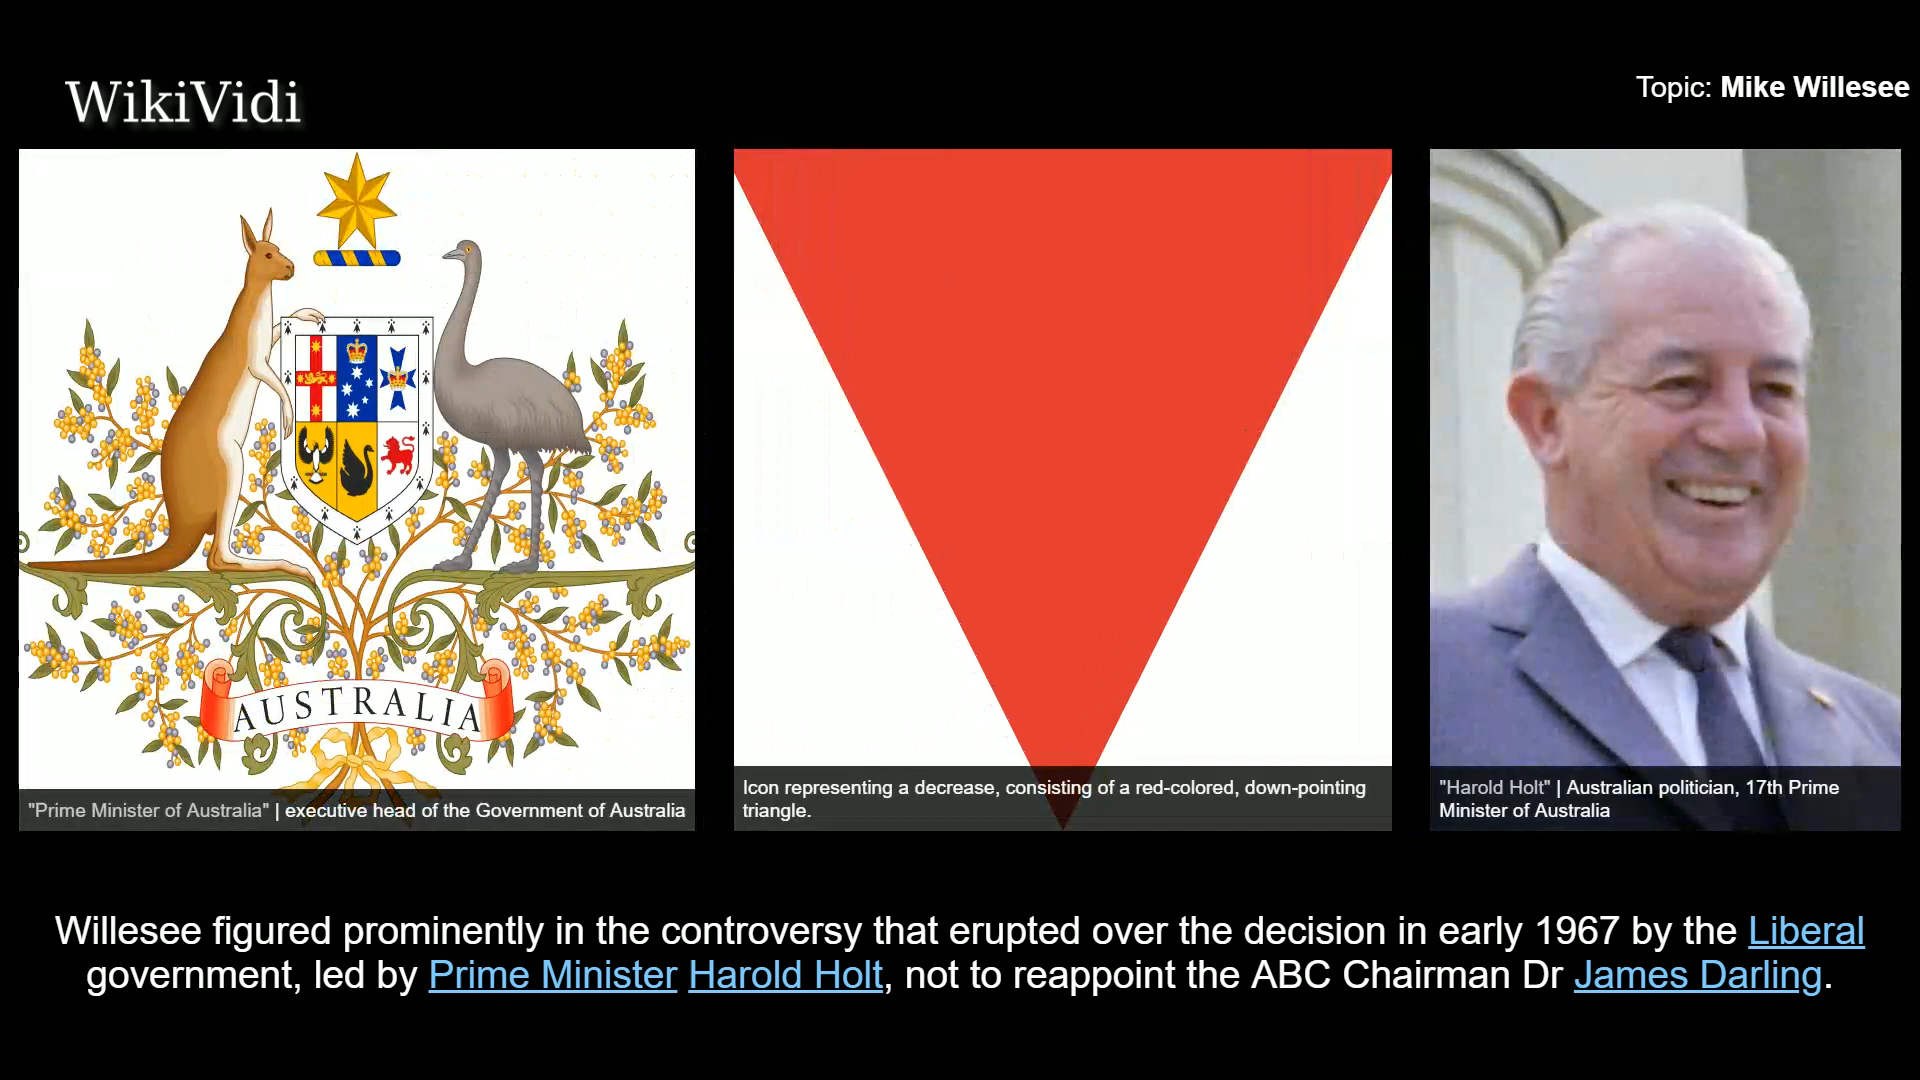 WikiVidi
Topic: Mike Willesee
AUSTRALIA
"Prime Minister of Australia" | executive head of the Government of Australia
Icon representing a decrease, consisting of a red-colored, down-pointing
triangle.
"Harold Holt" | Australian politician, 17th Prime
Minister of Australia
Willesee figured prominently in the controversy that erupted over the decision in early 1967 by the Liberal
government, led by Prime Minister Harold Holt, not to reappoint the ABC Chairman Dr James Darling.